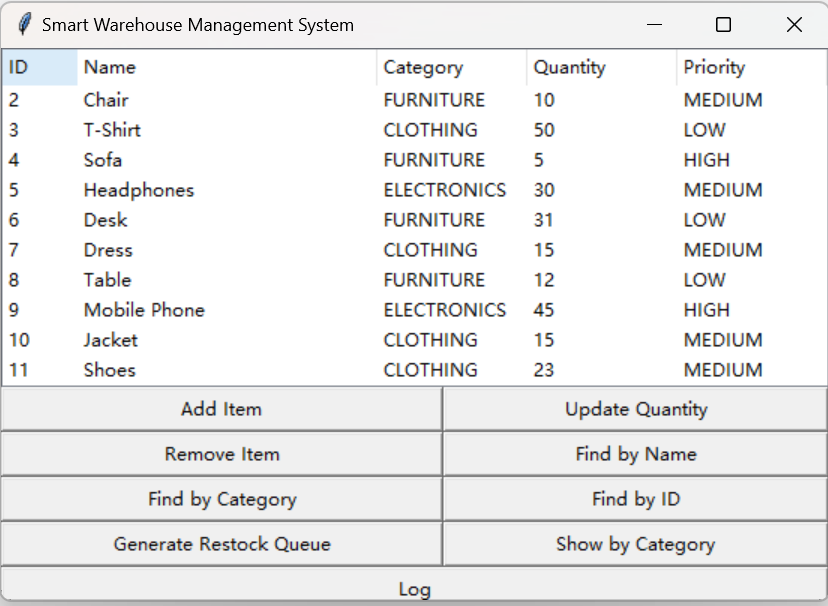 Smart Warehouse Management System
ID Name Category Quantity Priority
2 Chair FURNITURE 10 MEDIUM
3 T-Shirt CLOTHING 50 LOW
4 Sofa FURNITURE 5 HIGH
5 Headphones ELECTRONICS 30 MEDIUM
6 Desk FURNITURE 31 LOW
7 Dress CLOTHING 15 MEDIUM
8 Table FURNITURE 12 LOW
9 Mobile Phone ELECTRONICS 45 HIGH
10 Jacket CLOTHING 15 MEDIUM
11 Shoes CLOTHING 23 MEDIUM
Add Item Update Quantity
Remove Item Find by Name
Find by Category Find by ID
Generate Restock Queue Show by Category
Log